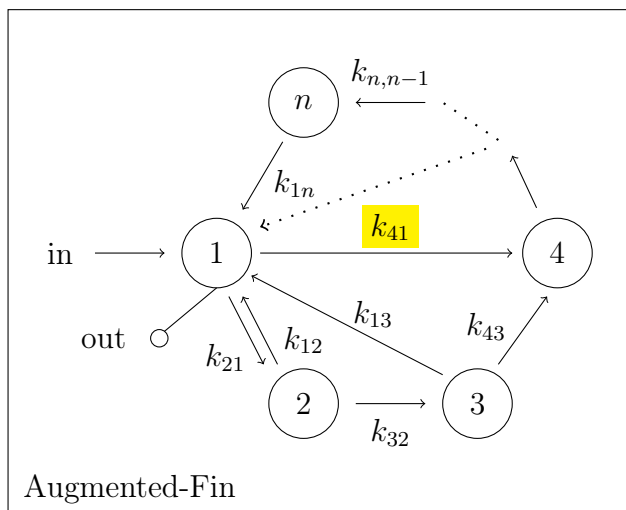 k_{n,n−1}
n
k_{1n}
k_{41}
in
1
4
k_{13}
out
k_{12}
k_{43}
k_{21}
2
3
k_{32}
Augmented-Fin